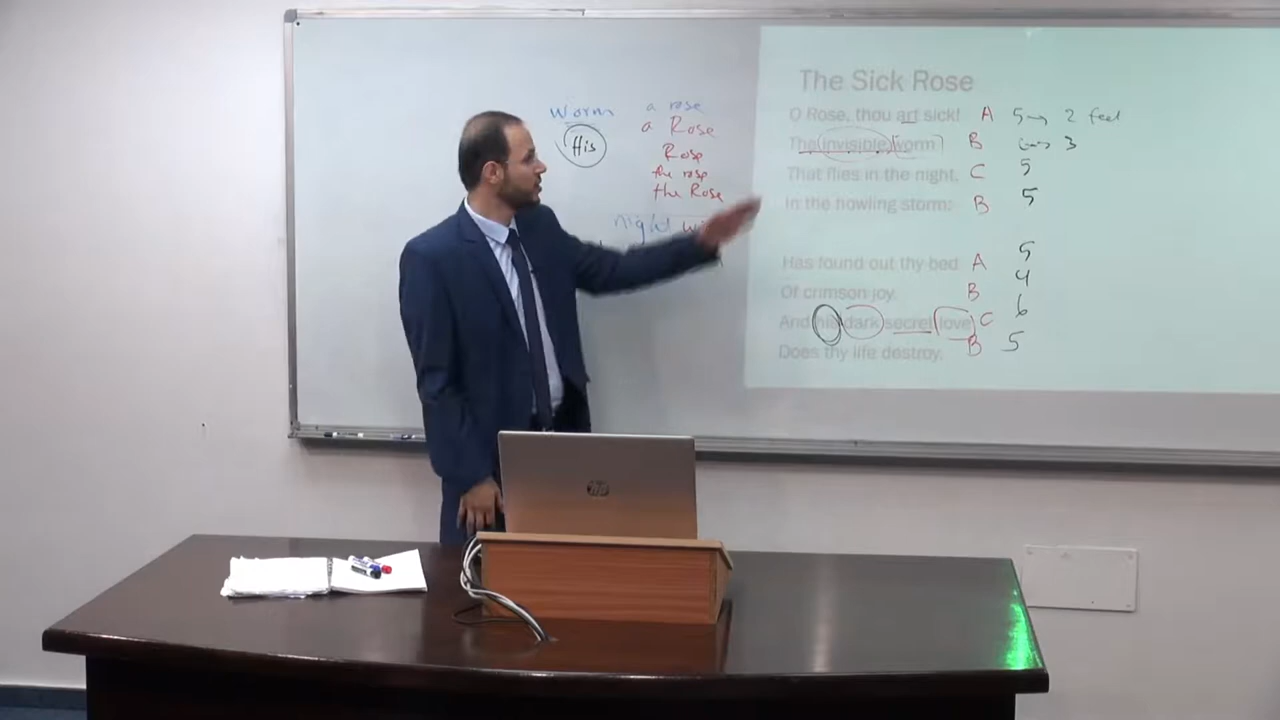 Worm
His
a rose
a Rose
Rose
the rose
the Rose
night
The Sick Rose
O Rose, thou art sick! A 5 → 2 feel
The invisible worm B 3
That flies in the night, C 5
In the howling storm: B 5
Has found out thy bed A 5
Of crimson joy. B 4
And his dark secret love C 6
Does thy life destroy. B 5
hp